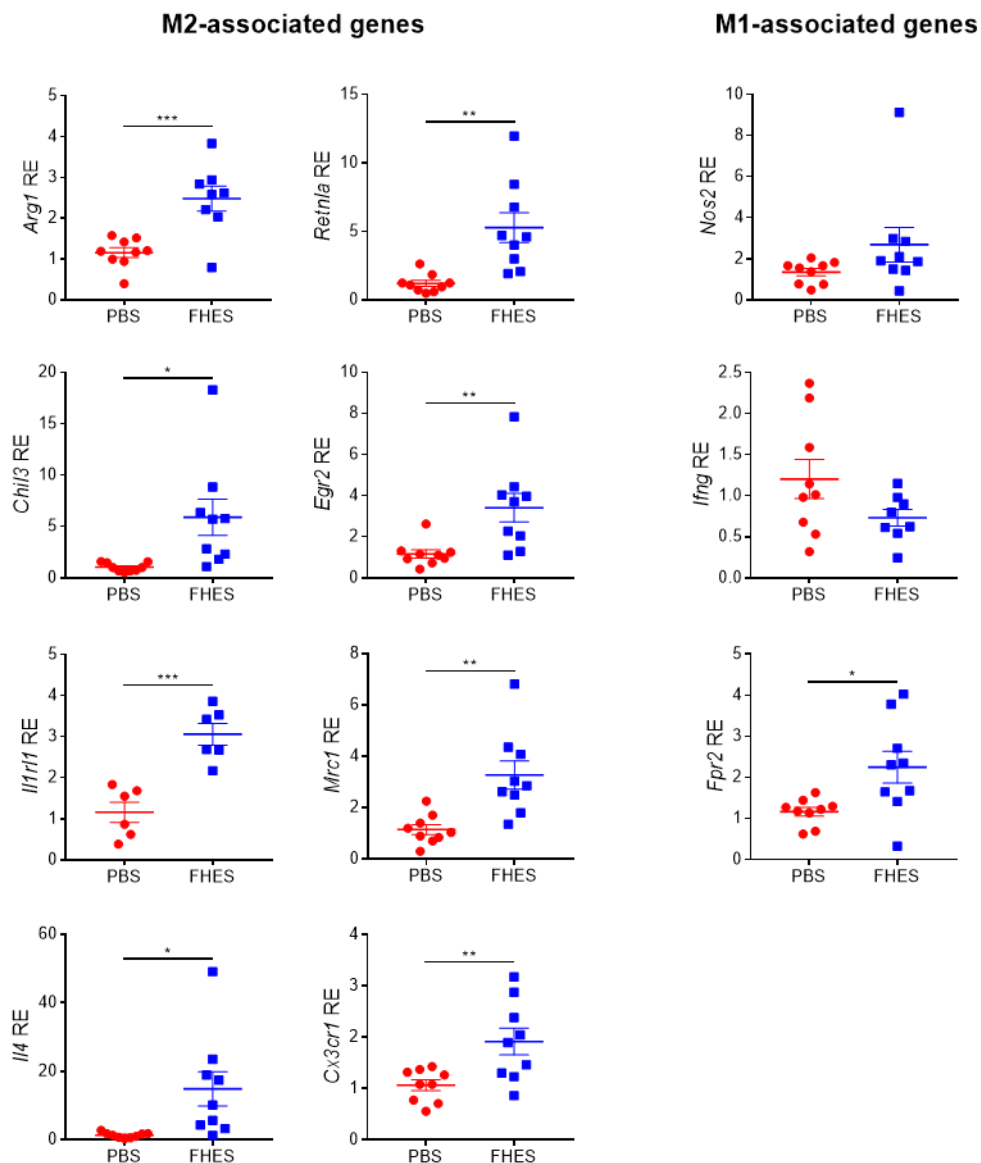 M2-associated genes
M1-associated genes
Arg1 RE
5
4
3
2
1
0
***
PBS
FHES
Retnla RE
15
10
5
0
**
PBS
FHES
Nos2 RE
10
8
6
4
2
0
PBS
FHES
Chil3 RE
20
15
10
5
0
*
PBS
FHES
Egr2 RE
10
8
6
4
2
0
**
PBS
FHES
Ifng RE
2.5
2.0
1.5
1.0
0.5
0.0
PBS
FHES
Il1rl1 RE
5
4
3
2
1
0
***
PBS
FHES
Mrc1 RE
8
6
4
2
0
**
PBS
FHES
Fpr2 RE
5
4
3
2
1
0
*
PBS
FHES
Il4 RE
60
40
20
0
*
PBS
FHES
Cx3cr1 RE
4
3
2
1
0
**
PBS
FHES